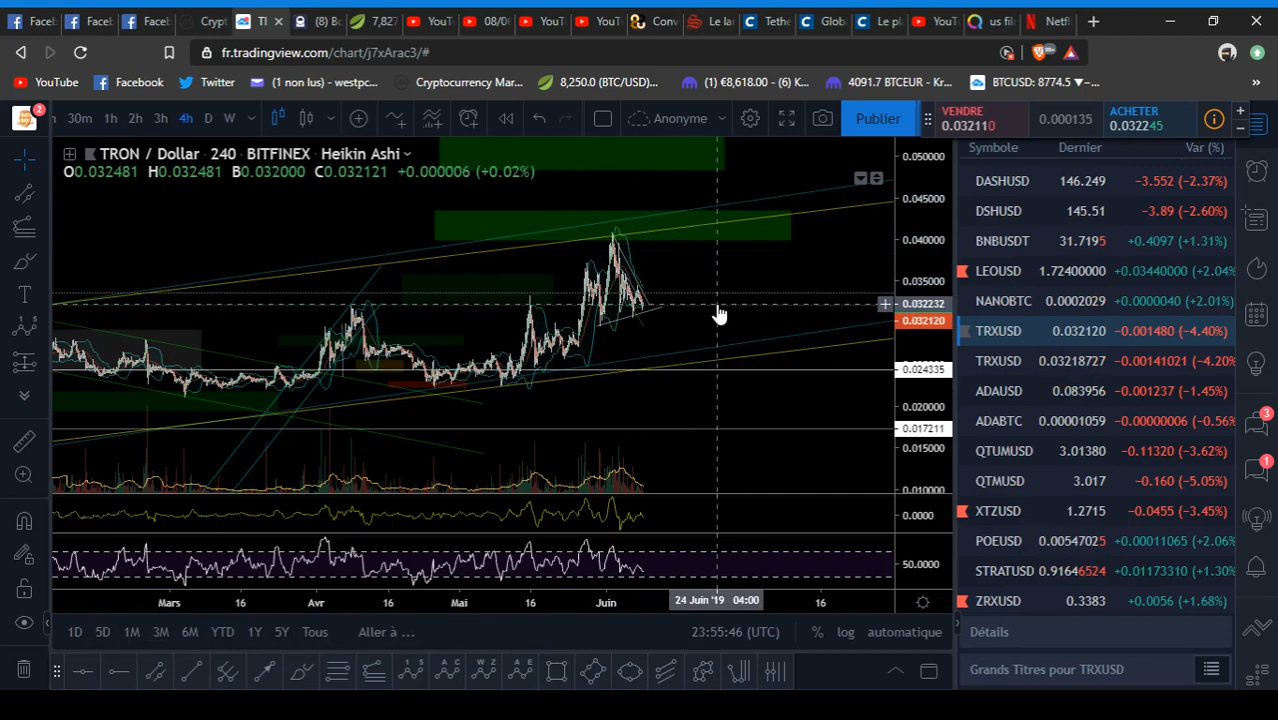 Facel
Facel
Facel
Crypt
TI
(8) Bo
7,827
YouT
08/0
YouT
YouT
Conv
Le lar
Tethe
Glob
Le pl
YouT
us fil
Netfl
fr.tradingview.com/chart/j7xArac3/#
YouTube
Facebook
Twitter
(1 non lus) - westpc...
Cryptocurrency Mar...
8,250.0 (BTC/USD)...
(1) €8,618.00 - (6) K...
4091.7 BTCEUR - Kr...
BTCUSD: 8774.5 ▼−...
»
2
30m 1h 2h 3h 4h D W
Anonyme
Publier
VENDRE
0.032110
0.000135
ACHETER
0.032245
TRON / Dollar · 240 · BITFINEX · Heikin Ashi
O0.032481 H0.032481 B0.032000 C0.032121 +0.000006 (+0.02%)
0.050000
0.045000
0.040000
0.035000
0.032232
0.032120
0.024335
0.020000
0.017211
0.015000
0.010000
0.0000
50.0000
Mars 16 Avr 16 Mai 16 Juin 24 Juin '19 04:00 16
1D 5D 1M 3M 6M YTD 1Y 5Y Tous Aller à ... 23:55:46 (UTC) % log automatique
Symbole Dernier Var (%)
DASHUSD 146.249 −3.552 (−2.37%)
DSHUSD 145.51 −3.89 (−2.60%)
BNBUSDT 31.7195 +0.4097 (+1.31%)
LEOUSD 1.72400000 +0.03440000 (+2.04%
NANOBTC 0.0002029 +0.0000040 (+2.01%)
TRXUSD 0.032120 −0.001480 (−4.40%)
TRXUSD 0.03218727 −0.00141021 (−4.20%
ADAUSD 0.083956 −0.001237 (−1.45%)
ADABTC 0.00001059 −0.00000006 (−0.56%
QTUMUSD 3.01380 −0.11320 (−3.62%)
QTMUSD 3.017 −0.160 (−5.05%)
XTZUSD 1.2715 −0.0455 (−3.45%)
POEUSD 0.00547025 +0.00011065 (+2.06%
STRATUSD 0.91646524 +0.01173310 (+1.30%
ZRXUSD 0.3383 +0.0056 (+1.68%)
Détails
Grands Titres pour TRXUSD
3
1